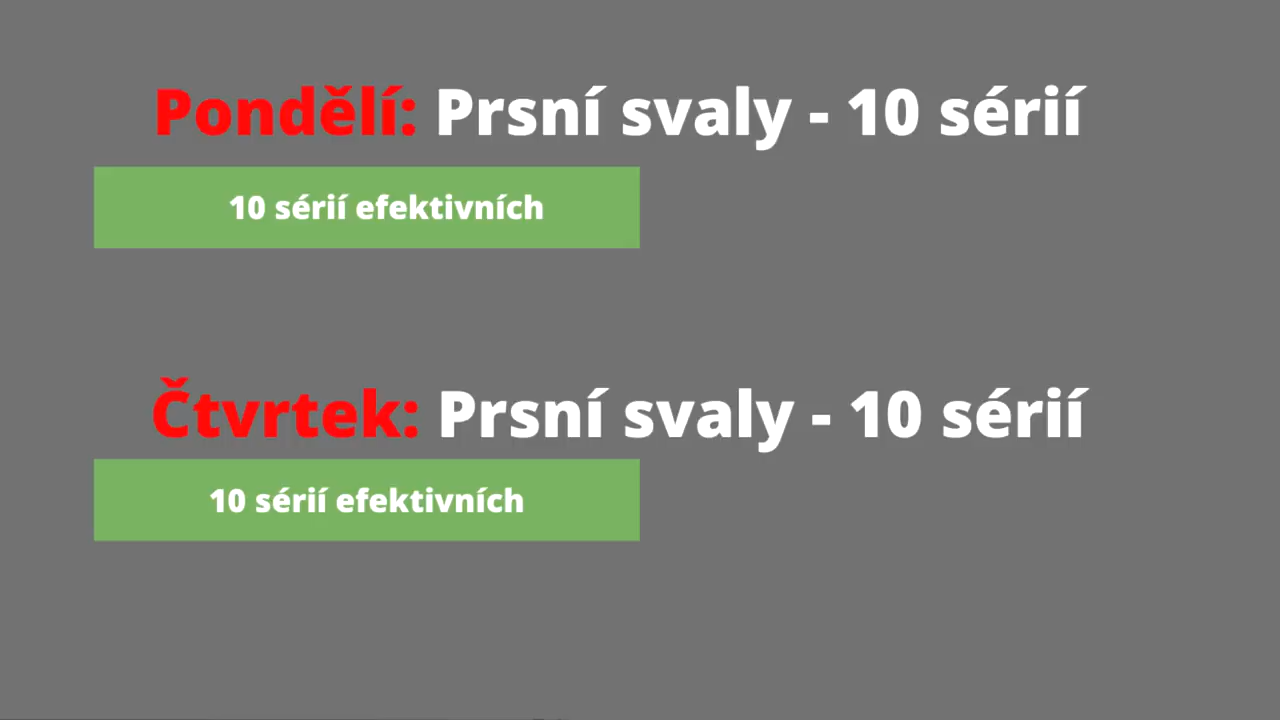 Pondělí: Prsní svaly - 10 sérií
10 sérií efektivních
Čtvrtek: Prsní svaly - 10 sérií
10 sérií efektivních